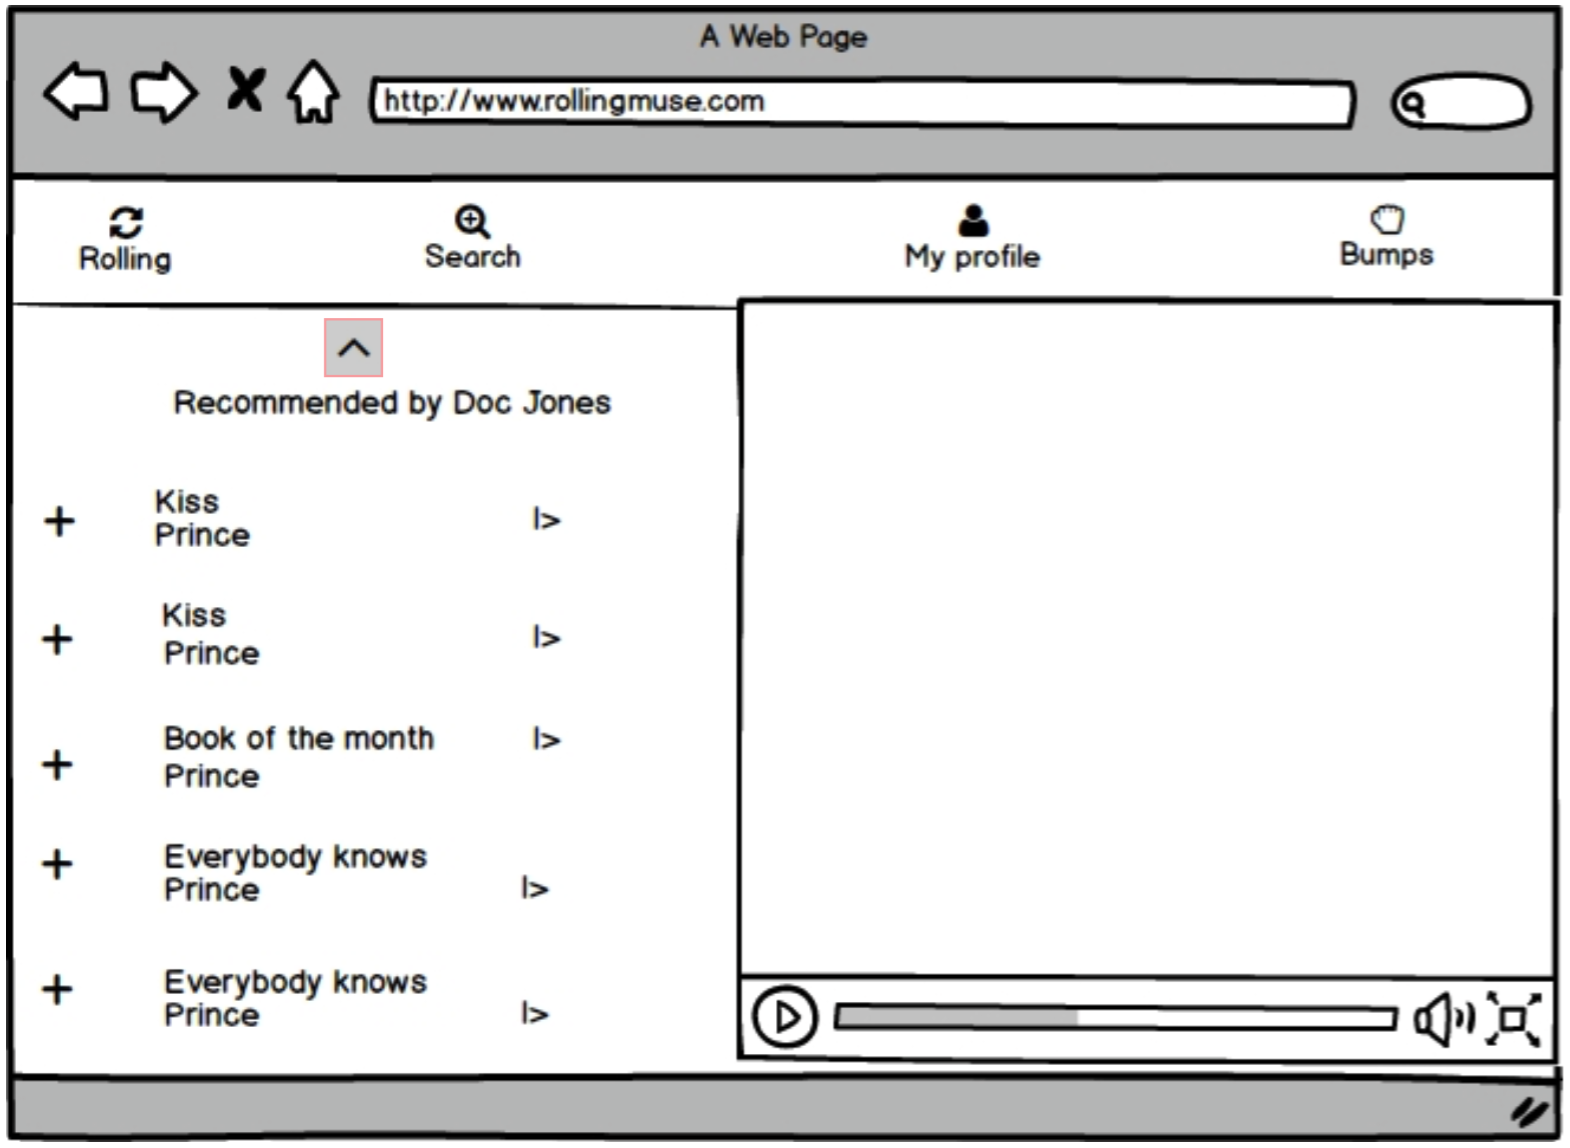 A Web Page
http://www.rollingmuse.com
Rolling
Search
My profile
Bumps
Recommended by Doc Jones
+
Kiss
Prince
|>
+
Kiss
Prince
|>
+
Book of the month
Prince
|>
+
Everybody knows
Prince
|>
+
Everybody knows
Prince
|>